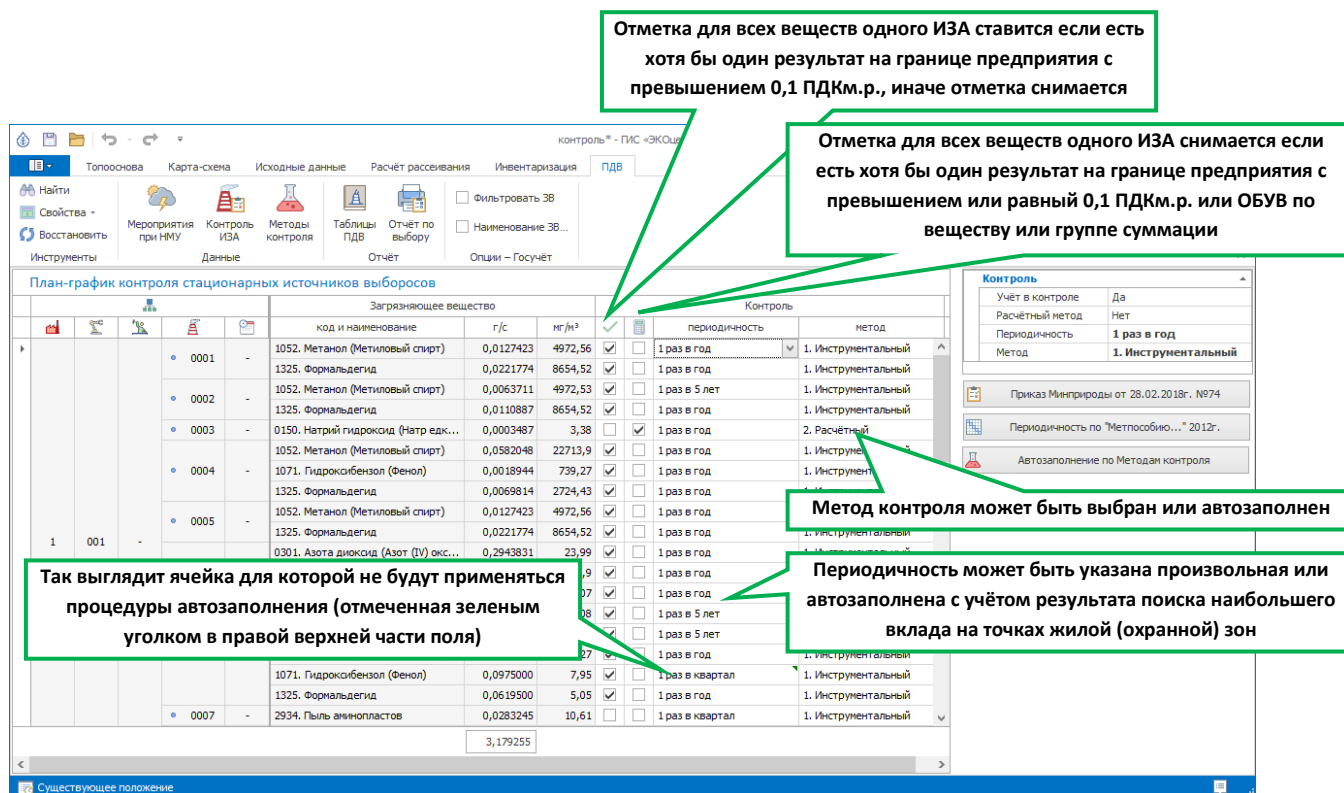 Отметка для всех веществ одного ИЗА ставится если есть
хотя бы один результат на границе предприятия с
превышением 0,1 ПДКм.р., иначе отметка снимается
Отметка для всех веществ одного ИЗА снимается если
есть хотя бы один результат на границе предприятия с
превышением или равный 0,1 ПДКм.р. или ОБУВ по
веществу или группе суммации
контроль* - ПИС «ЭКОце
Топооснова Карта-схема Исходные данные Расчёт рассеивания Инвентаризация ПДВ
Найти
Свойства
Восстановить
Инструменты
Мероприятия при НМУ
Контроль ИЗА
Методы контроля
Данные
Таблицы ПДВ
Отчёт по выбору
Отчёт
Фильтровать ЗВ
Наименование ЗВ...
Опции – Госучёт
План-график контроля стационарных источников выбросов
Загрязняющее вещество Контроль
код и наименование г/с мг/м³ периодичность метод
0001 - 1052. Метанол (Метиловый спирт) 0,0127423 4972,56 1 раз в год 1. Инструментальный
1325. Формальдегид 0,0221774 8654,52 1 раз в год 1. Инструментальный
0002 - 1052. Метанол (Метиловый спирт) 0,0063711 4972,53 1 раз в 5 лет 1. Инструментальный
1325. Формальдегид 0,0110887 8654,52 1 раз в год 1. Инструментальный
0003 - 0150. Натрий гидроксид (Натр едк... 0,0003487 3,38 1 раз в год 2. Расчётный
0004 - 1052. Метанол (Метиловый спирт) 0,0582048 22713,9 1 раз в год
1071. Гидроксибензол (Фенол) 0,0018944 739,27 1 раз в год
1325. Формальдегид 0,0069814 2724,43 1 раз в год
0005 - 1052. Метанол (Метиловый спирт) 0,0127423 4972,56 1 раз в год
1325. Формальдегид 0,0221774 8654,52 1 раз в год
1 001 -
0301. Азота диоксид (Азот (IV) окс... 0,2943831 23,99 1 раз в год
,9 1 раз в год
07 1 раз в год
08 1 раз в 5 лет
1 раз в 5 лет
27 1 раз в год 1. Инструментальный
1071. Гидроксибензол (Фенол) 0,0975000 7,95 1 раз в квартал 1. Инструментальный
1325. Формальдегид 0,0619500 5,05 1 раз в год 1. Инструментальный
0007 - 2934. Пыль аминопластов 0,0283245 10,61 1 раз в квартал 1. Инструментальный
3,179255
Контроль
Учёт в контроле Да
Расчётный метод Нет
Периодичность 1 раз в год
Метод 1. Инструментальный
Приказ Минприроды от 28.02.2018г. №74
Периодичность по "Метпособию..." 2012г.
Автозаполнение по Методам контроля
Метод контроля может быть выбран или автозаполнен
Так выглядит ячейка для которой не будут применяться
процедуры автозаполнения (отмеченная зеленым
уголком в правой верхней части поля)
Периодичность может быть указана произвольная или
автозаполнена с учётом результата поиска наибольшего
вклада на точках жилой (охранной) зон
Существующее положение